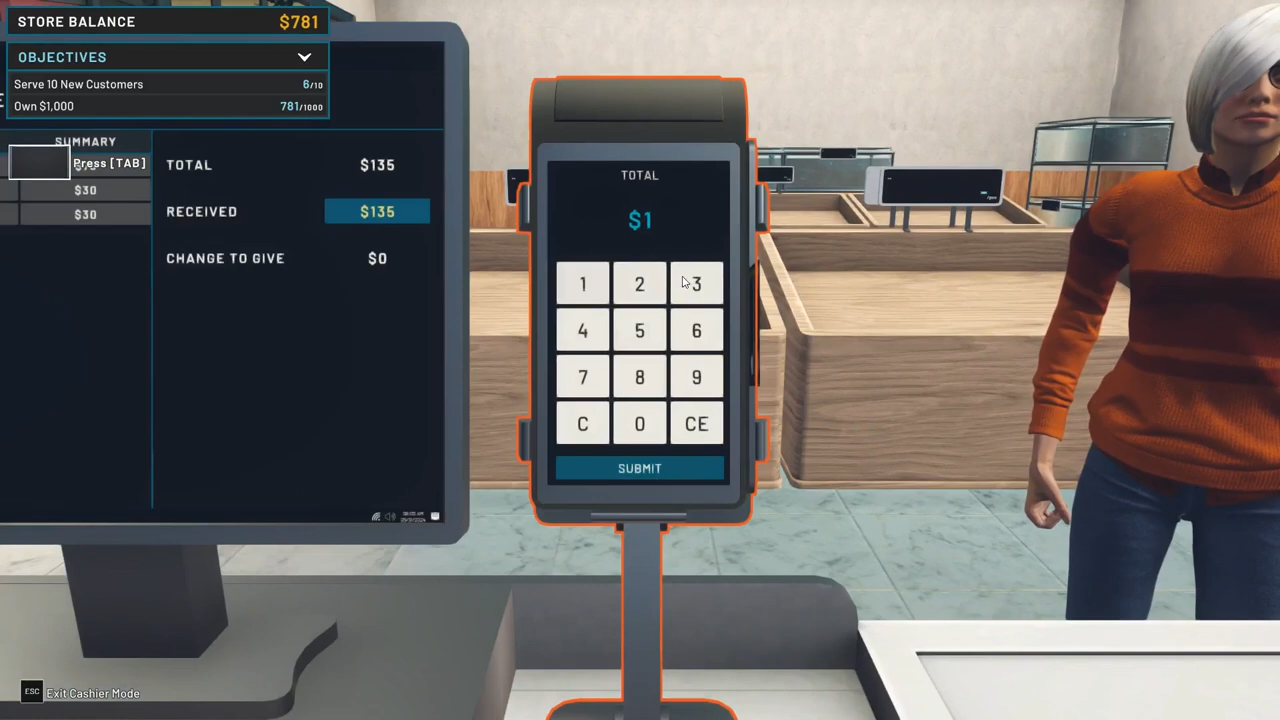 STORE BALANCE $781
OBJECTIVES
Serve 10 New Customers 6/10
Own $1,000 781/1000
SUMMARY
Press [TAB]
$30
$30
TOTAL $135
RECEIVED $135
CHANGE TO GIVE $0
TOTAL
$1
1 2 3
4 5 6
7 8 9
C 0 CE
SUBMIT
ESC Exit Cashier Mode